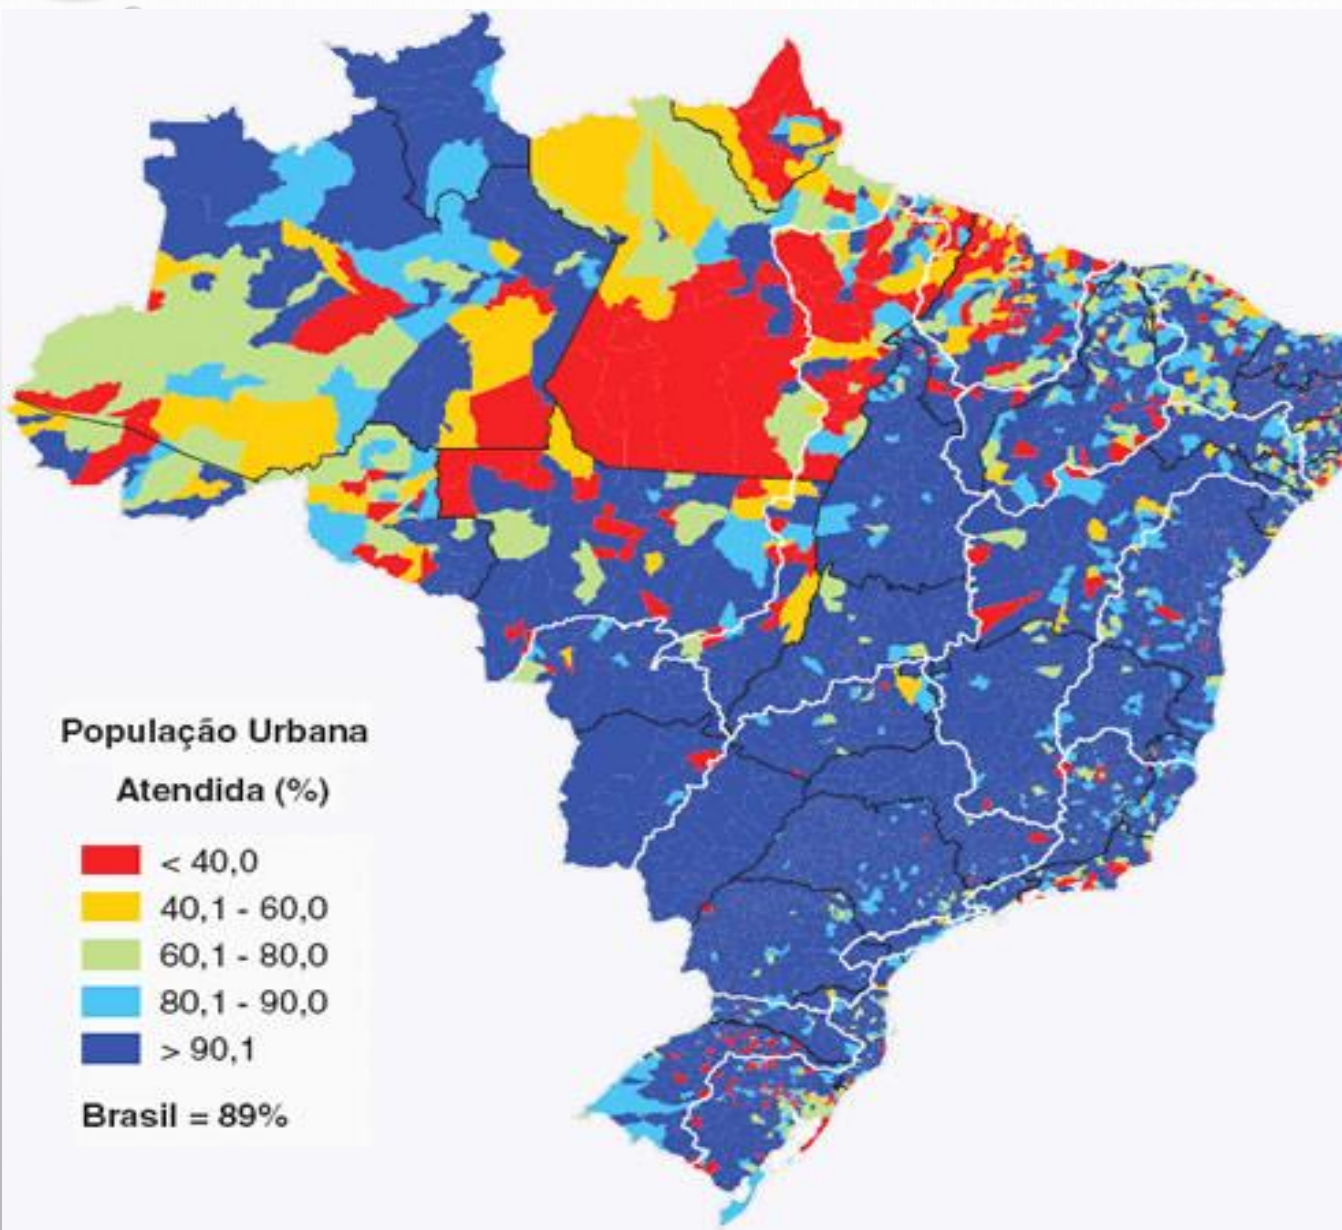 População Urbana
Atendida (%)
< 40,0
40,1 - 60,0
60,1 - 80,0
80,1 - 90,0
> 90,1
Brasil = 89%